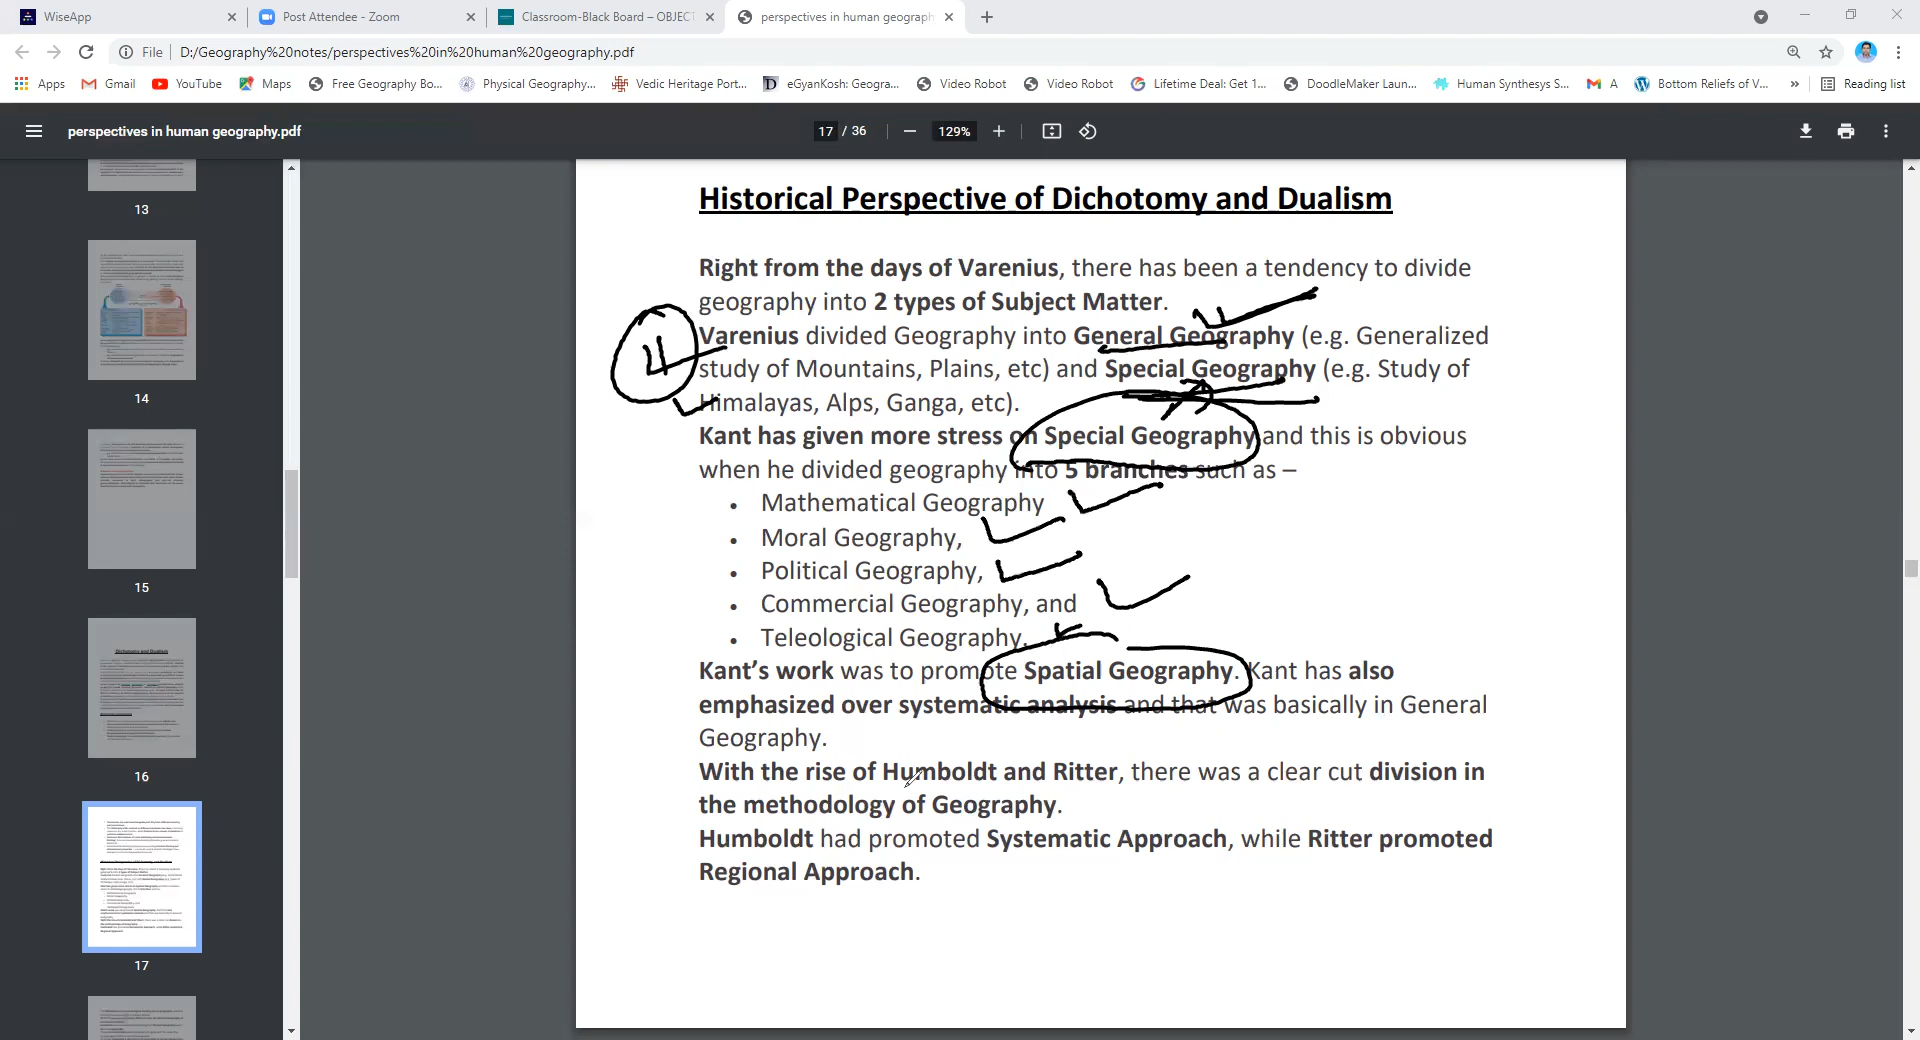 WiseApp
Post Attendee - Zoom
Classroom-Black Board – OBJECT
perspectives in human geograph
File D:/Geography%20notes/perspectives%20in%20human%20geography.pdf
Apps Gmail YouTube Maps Free Geography Bo... Physical Geography... Vedic Heritage Port... eGyanKosh: Geogra... Video Robot Video Robot Lifetime Deal: Get 1... DoodleMaker Laun... Human Synthesys S... A Bottom Reliefs of V... » Reading list
perspectives in human geography.pdf 17 / 36 129%
13
14
15
Dichotomy and Dualism
16
17
Historical Perspective of Dichotomy and Dualism
Right from the days of Varenius, there has been a tendency to divide
geography into 2 types of Subject Matter.
Varenius divided Geography into General Geography (e.g. Generalized
study of Mountains, Plains, etc) and Special Geography (e.g. Study of
Himalayas, Alps, Ganga, etc).
Kant has given more stress on Special Geography and this is obvious
when he divided geography into 5 branches such as –
• Mathematical Geography
• Moral Geography,
• Political Geography,
• Commercial Geography, and
• Teleological Geography.
Kant’s work was to promote Spatial Geography. Kant has also
emphasized over systematic analysis and that was basically in General
Geography.
With the rise of Humboldt and Ritter, there was a clear cut division in
the methodology of Geography.
Humboldt had promoted Systematic Approach, while Ritter promoted
Regional Approach.